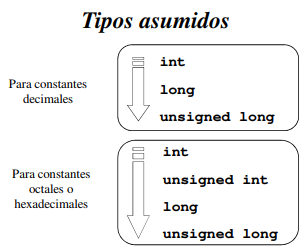 Tipos asumidos
Para constantes
decimales
int
long
unsigned long
Para constantes
octales o
hexadecimales
int
unsigned int
long
unsigned long